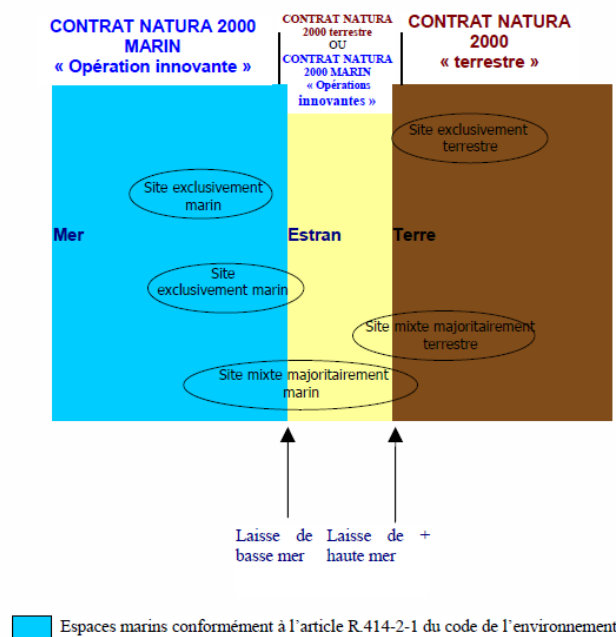 CONTRAT NATURA 2000
MARIN
« Opération innovante »
CONTRAT NATURA
2000 terrestre
OU
CONTRAT NATURA
2000 MARIN
« Opérations
innovantes »
CONTRAT NATURA
2000
« terrestre »
Site exclusivement
terrestre
Site exclusivement
marin
Mer
Estran
Terre
Site
exclusivement marin
Site mixte majoritairement
terrestre
Site mixte majoritairement
marin
Laisse de
basse mer
Laisse de +
haute mer
Espaces marins conformément à l'article R.414-2-1 du code de l'environnement